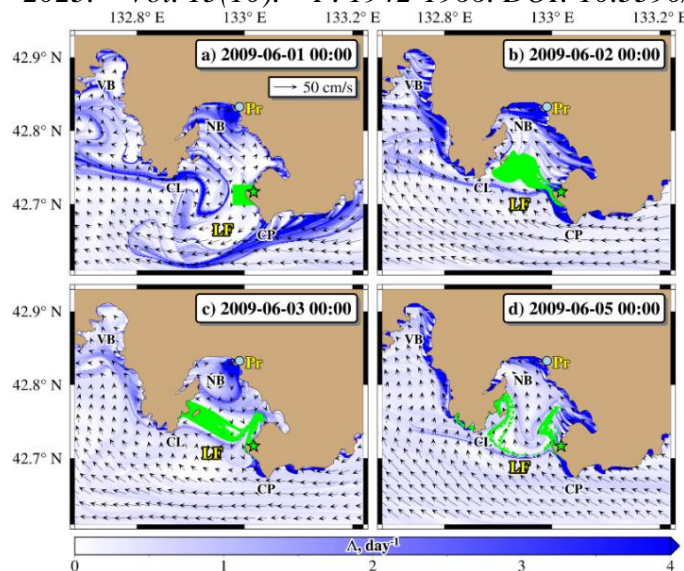 2023. – Vol. 15(10). – P. DOI:
132.8° E 133° E 133.2° E 132.8° E 133° E 133.2° E
a) 2009-06-01 00:00 b) 2009-06-02 00:00
42.9° N
VB 50 cm/s VB
Pr Pr
42.8° N NB NB
CL CL
42.7° N
LF CP LF CP
c) 2009-06-03 00:00 d) 2009-06-05 00:00
42.9° N
VB VB
Pr Pr
42.8° N NB NB
CL CL
42.7° N LF LF
CP CP
Λ, day-1
0 1 2 3 4